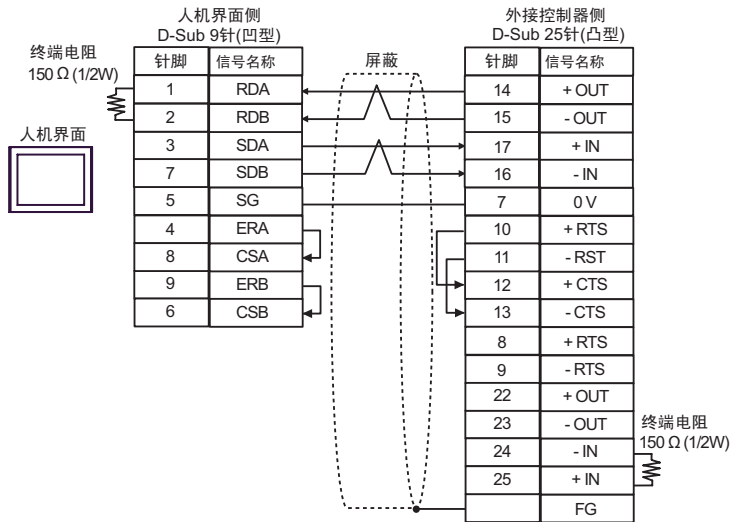 人机界面侧
D-Sub 9针(凹型)
外接控制器侧
D-Sub 25针(凸型)
终端电阻
150 Ω (1/2W)
人机界面
屏蔽
针脚 信号名称
1 RDA
2 RDB
3 SDA
7 SDB
5 SG
4 ERA
8 CSA
9 ERB
6 CSB
针脚 信号名称
14 + OUT
15 - OUT
17 + IN
16 - IN
7 0 V
10 + RTS
11 - RST
12 + CTS
13 - CTS
8 + RTS
9 - RTS
22 + OUT
23 - OUT
24 - IN
25 + IN
FG
终端电阻
150 Ω (1/2W)